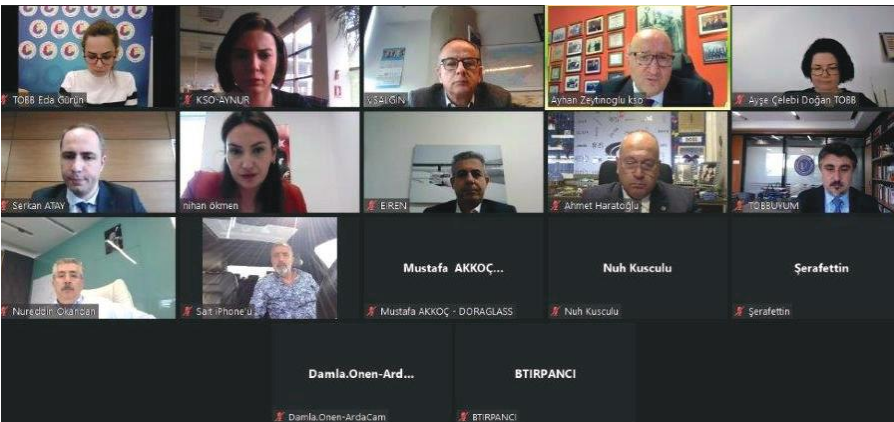 TOBB Eda Gürün
KSO-AYNUR
V.SALGIN
Ayhan Zeytinoglu kso
Ayşe Çelebi Doğan TOBB
Serkan ATAY
nihan ökmen
E.REN
Ahmet Haratoğlu
TOBBUYUM
Nureddin Okandan
Sait iPhone'u
Mustafa AKKOÇ...
Mustafa AKKOÇ - DORAGLASS
Nuh Kusculu
Nuh Kusculu
Şerafettin
Şerafettin
Damla.Onen-Ard...
Damla.Onen-ArdaCam
BTIRPANCI
BTIRPANCI